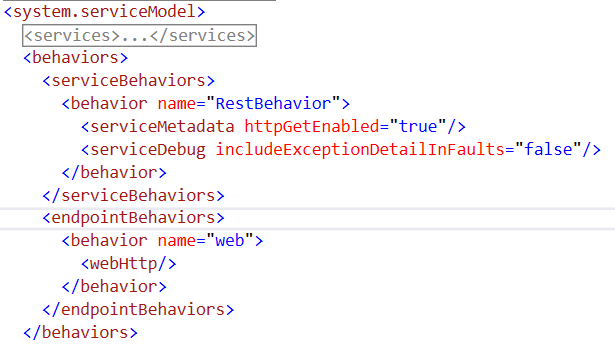 <system.serviceModel>
<services>...</services>
<behaviors>
<serviceBehaviors>
<behavior name="RestBehavior">
<serviceMetadata httpGetEnabled="true"/>
<serviceDebug includeExceptionDetailInFaults="false"/>
</behavior>
</serviceBehaviors>
<endpointBehaviors>
<behavior name="web">
<webHttp/>
</behavior>
</endpointBehaviors>
</behaviors>